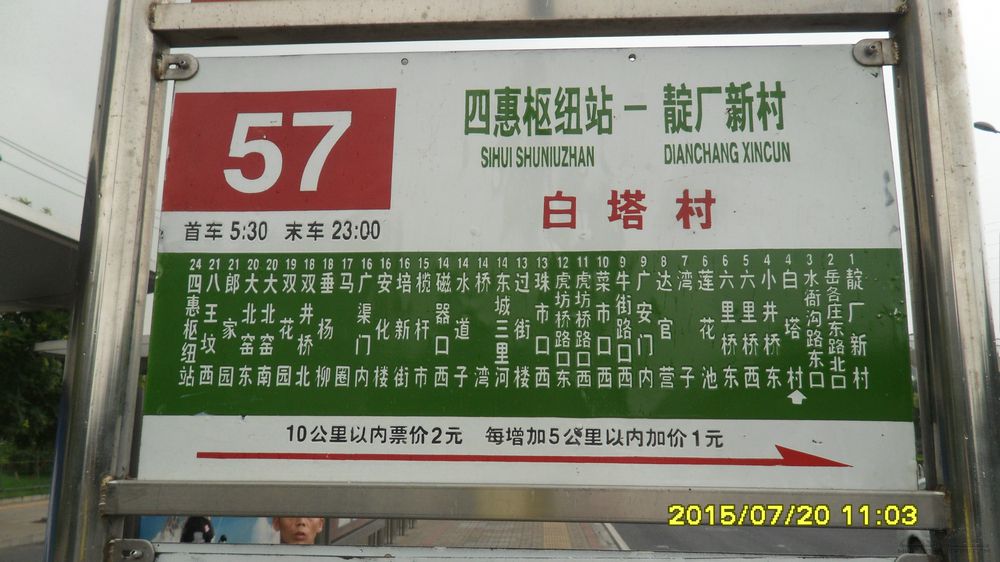 57
四惠枢纽站 — 靛厂新村
SIHUI SHUNIUZHAN DIANCHANG XINCUN
白塔村
首车 5:30 末车 23:00
24 四惠枢纽站
21 八王坟西
21 郎家园
20 大北窑东
20 大北窑南
19 双花园
19 双井桥北
18 垂杨柳
17 马圈
16 广渠门内
16 安化楼
16 培新街
15 榄杆市
14 磁器口西
14 水道子
14 桥湾
14 东城三里河
13 过街楼
13 珠市口西
12 虎坊桥路口东
11 虎坊桥路口西
10 菜市口西
9 牛街路口西
9 广安门内
8 达官营
7 湾子
6 莲花池
6 六里桥东
5 六里桥西
4 小井桥东
4 白塔村
3 水衙沟路东口
2 岳各庄东路北口
1 靛厂新村
10公里以内票价2元 每增加5公里以内加价1元
2015/07/20 11:03